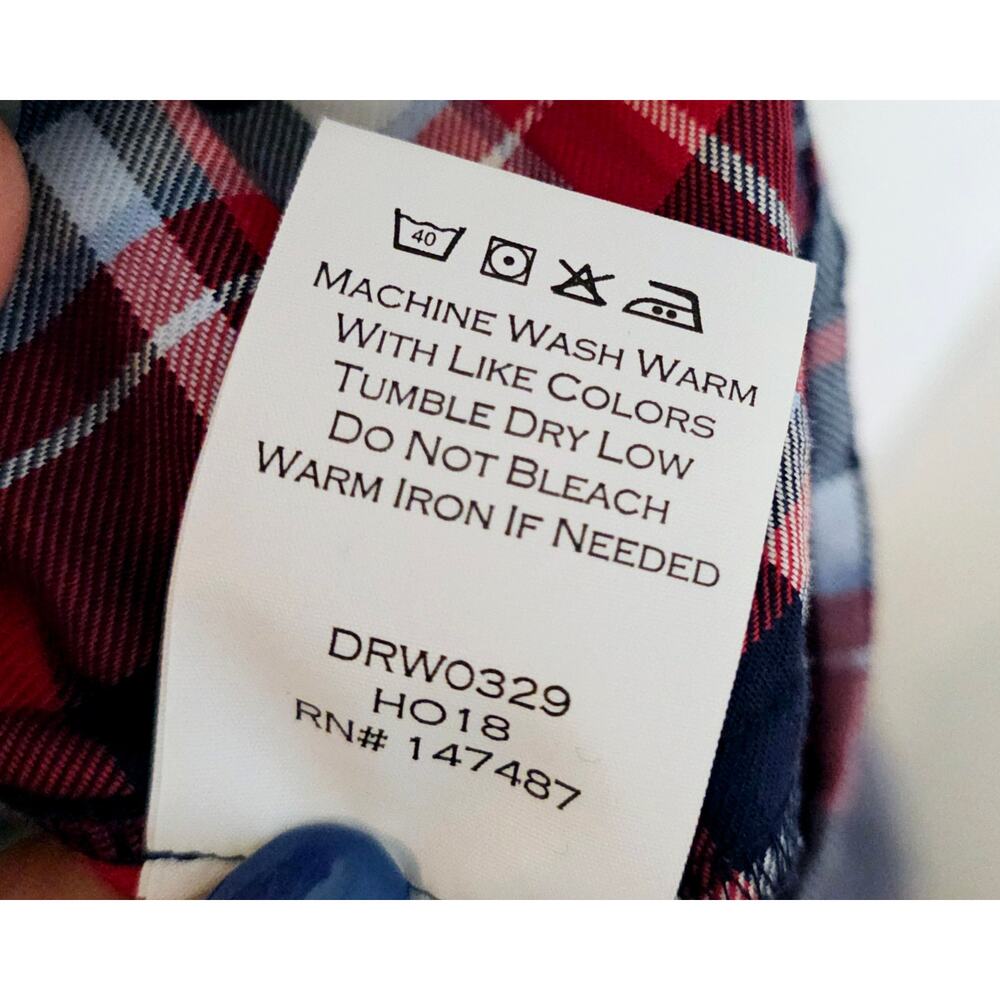 40
MACHINE WASH WARM
WITH LIKE COLORS
TUMBLE DRY LOW
DO NOT BLEACH
WARM IRON IF NEEDED
DRW0329
HO18
RN# 147487